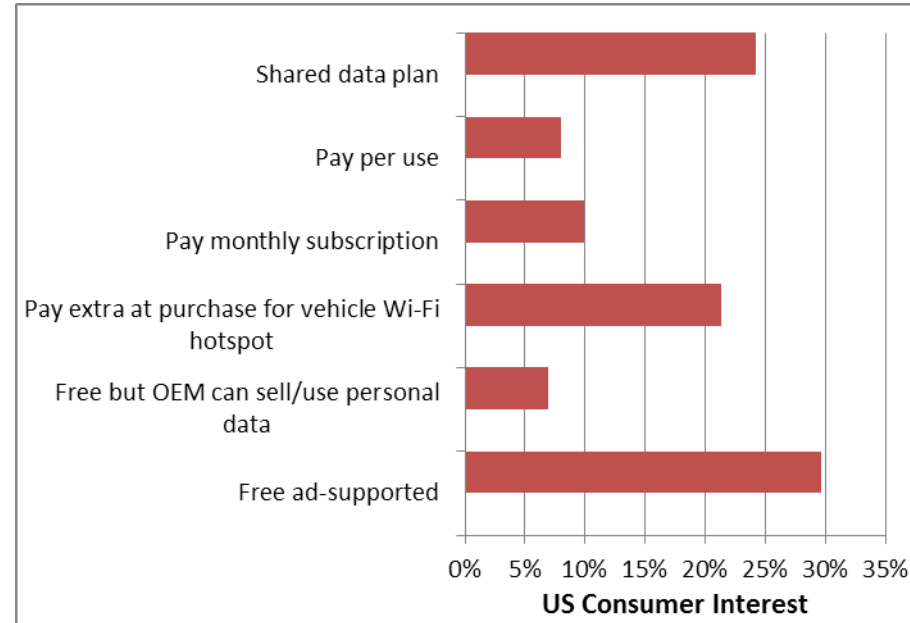 Shared data plan
Pay per use
Pay monthly subscription
Pay extra at purchase for vehicle Wi-Fi
hotspot
Free but OEM can sell/use personal
data
Free ad-supported
0% 5% 10% 15% 20% 25% 30% 35%
US Consumer Interest